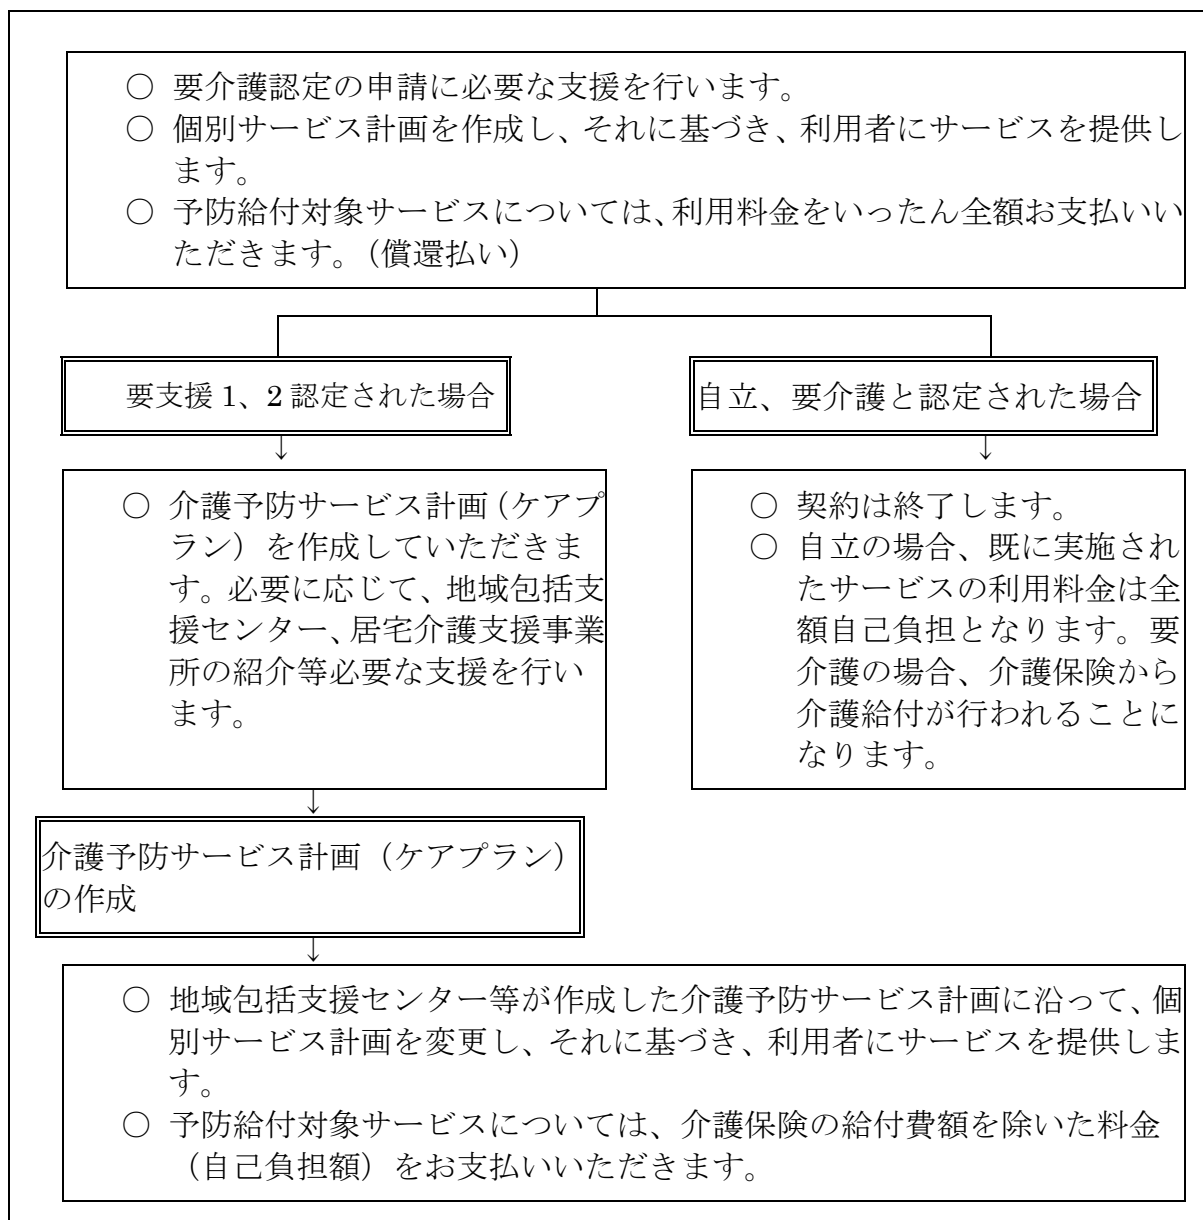 ○ 要介護認定の申請に必要な支援を行います。
○ 個別サービス計画を作成し、それに基づき、利用者にサービスを提供し
ます。
○ 予防給付対象サービスについては、利用料金をいったん全額お支払いい
ただきます。（償還払い）
要支援 1、2 認定された場合
自立、要介護と認定された場合
↓
↓
○ 介護予防サービス計画（ケアプ
ラン）を作成していただきま
す。必要に応じて、地域包括支
援センター、居宅介護支援事業
所の紹介等必要な支援を行い
ます。
○ 契約は終了します。
○ 自立の場合、既に実施され
たサービスの利用料金は全
額自己負担となります。要
介護の場合、介護保険から
介護給付が行われることに
なります。
↓
介護予防サービス計画（ケアプラン）
の作成
↓
○ 地域包括支援センター等が作成した介護予防サービス計画に沿って、個
別サービス計画を変更し、それに基づき、利用者にサービスを提供しま
す。
○ 予防給付対象サービスについては、介護保険の給付費額を除いた料金
（自己負担額）をお支払いいただきます。